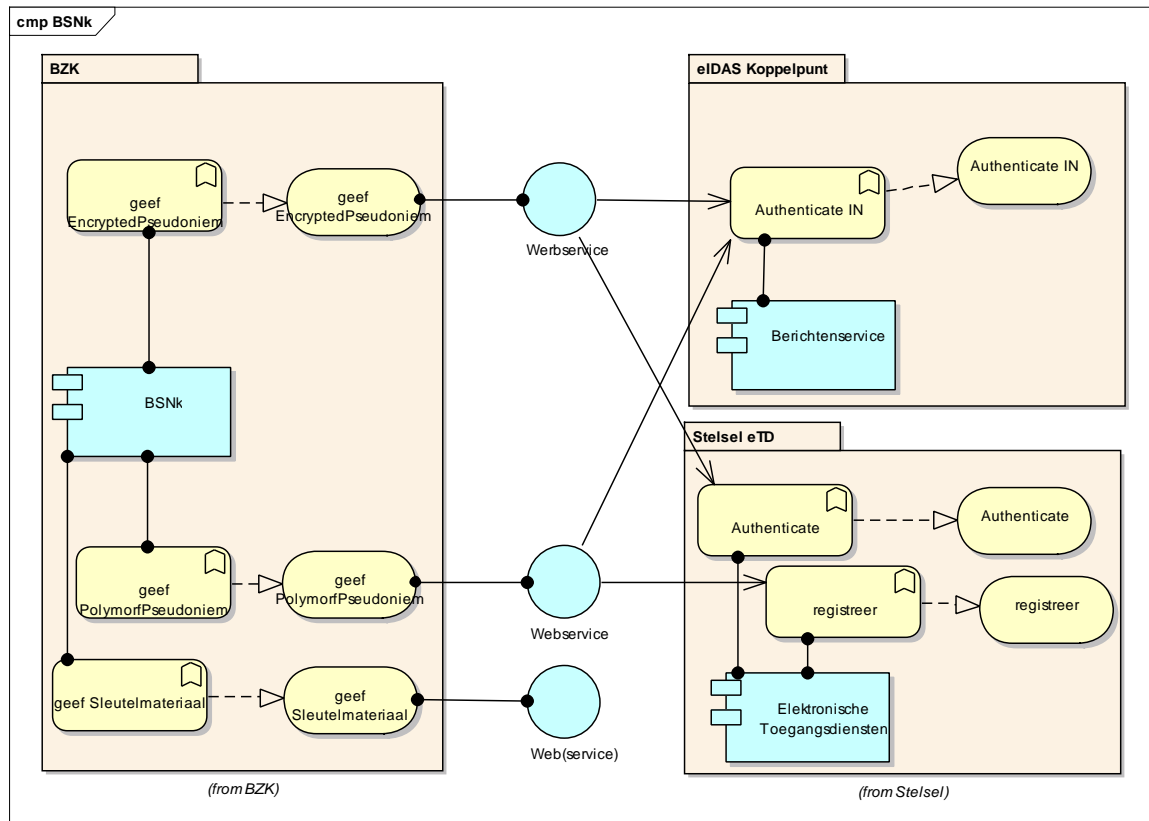 cmp BSNk
BZK
geef
EncryptedPseudoniem
geef
EncryptedPseudoniem
BSNk
geef
PolymorfPseudoniem
geef
PolymorfPseudoniem
geef Sleutelmateriaal
geef
Sleutelmateriaal
(from BZK)
Werbservice
Webservice
Web(service)
eIDAS Koppelpunt
Authenticate IN
Authenticate IN
Berichtenservice
Stelsel eTD
Authenticate
Authenticate
registreer
registreer
Elektronische
Toegangsdiensten
(from Stelsel)